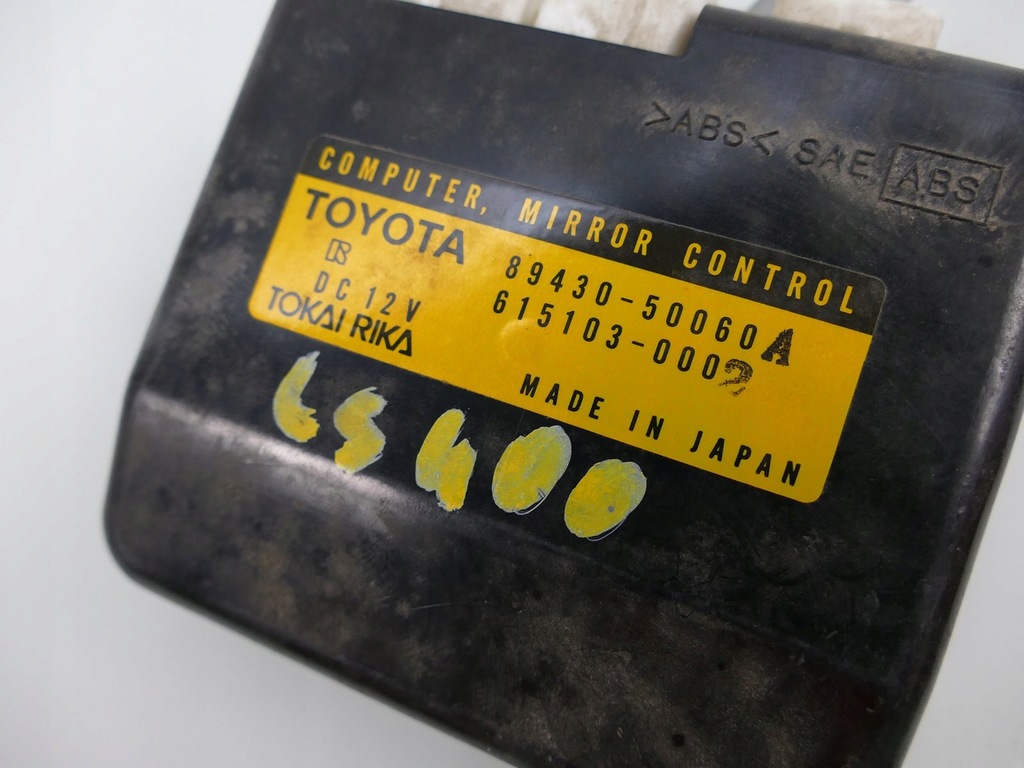 >ABS< SAE ABS
COMPUTER, MIRROR CONTROL
TOYOTA
89430-50060A
DC 12V
615103-0002
TOKAI RIKA
MADE IN JAPAN
LS400